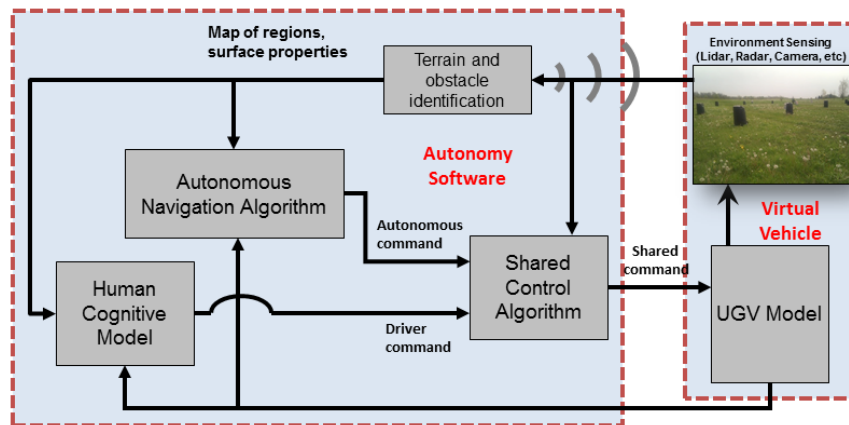 Map of regions,
surface properties
Terrain and
obstacle
identification
Environment Sensing
(Lidar, Radar, Camera, etc)
Autonomy
Software
Autonomous
Navigation Algorithm
Autonomous
command
Virtual
Vehicle
Shared
command
Shared
Control
Algorithm
Human
Cognitive
Model
Driver
command
UGV Model